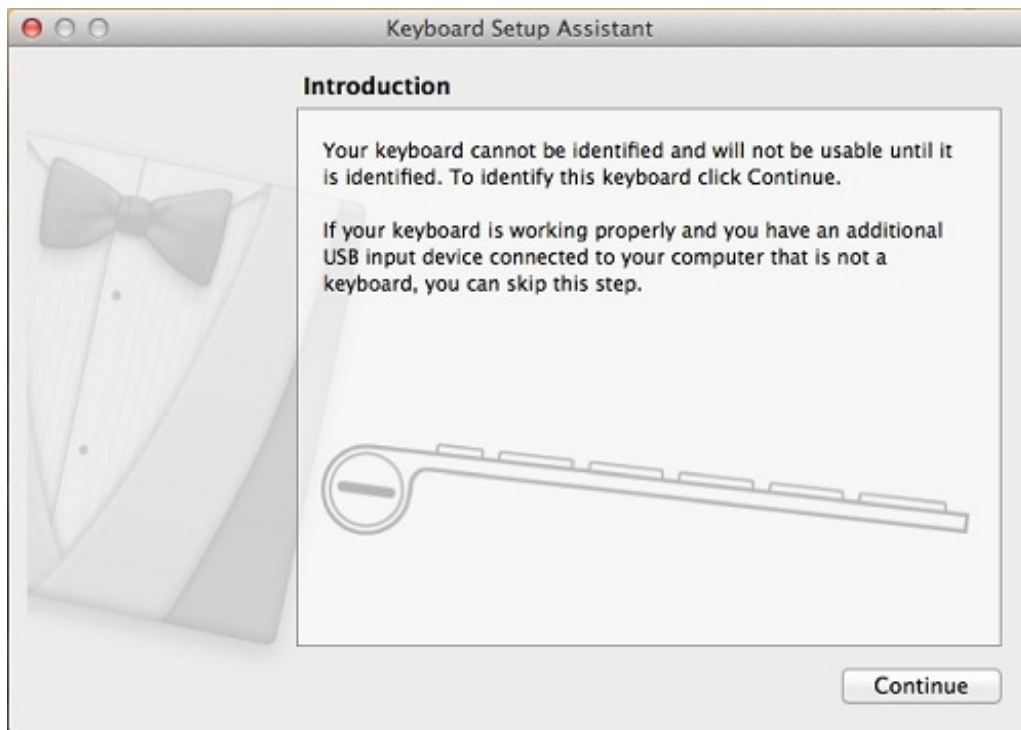 Keyboard Setup Assistant
Introduction
Your keyboard cannot be identified and will not be usable until it
is identified. To identify this keyboard click Continue.
If your keyboard is working properly and you have an additional
USB input device connected to your computer that is not a
keyboard, you can skip this step.
Continue